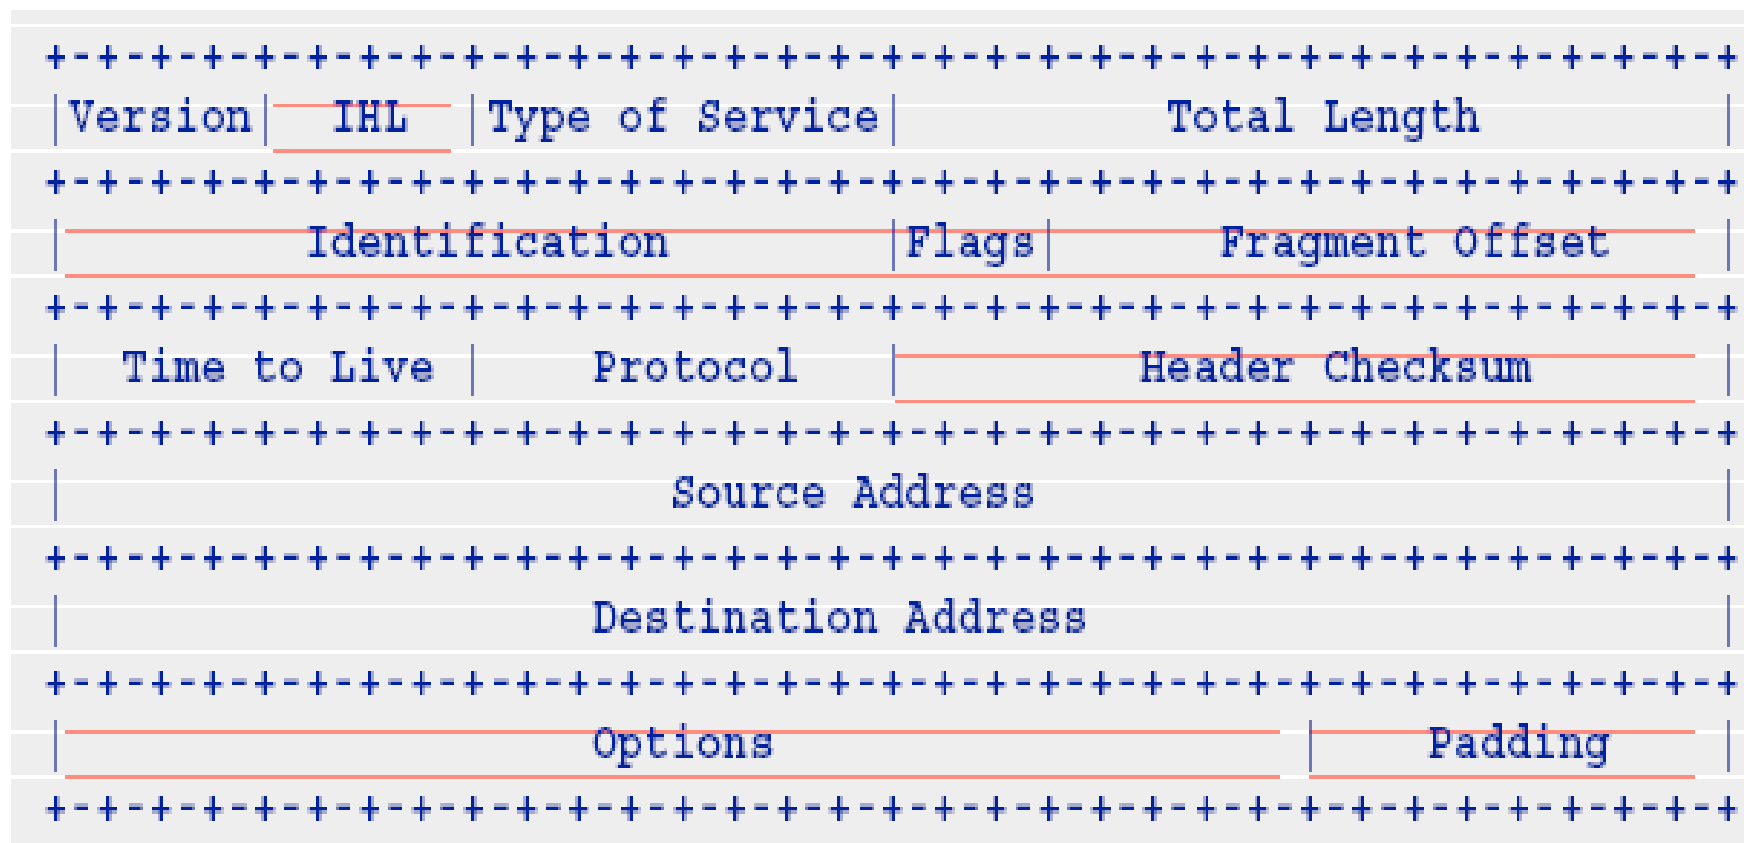 +-+-+-+-+-+-+-+-+-+-+-+-+-+-+-+-+-+-+-+-+-+-+-+-+-+-+-+-+-+-+-+-+
|Version| IHL |Type of Service| Total Length |
+-+-+-+-+-+-+-+-+-+-+-+-+-+-+-+-+-+-+-+-+-+-+-+-+-+-+-+-+-+-+-+-+
| Identification |Flags| Fragment Offset |
+-+-+-+-+-+-+-+-+-+-+-+-+-+-+-+-+-+-+-+-+-+-+-+-+-+-+-+-+-+-+-+-+
| Time to Live | Protocol | Header Checksum |
+-+-+-+-+-+-+-+-+-+-+-+-+-+-+-+-+-+-+-+-+-+-+-+-+-+-+-+-+-+-+-+-+
| Source Address |
+-+-+-+-+-+-+-+-+-+-+-+-+-+-+-+-+-+-+-+-+-+-+-+-+-+-+-+-+-+-+-+-+
| Destination Address |
+-+-+-+-+-+-+-+-+-+-+-+-+-+-+-+-+-+-+-+-+-+-+-+-+-+-+-+-+-+-+-+-+
| Options | Padding |
+-+-+-+-+-+-+-+-+-+-+-+-+-+-+-+-+-+-+-+-+-+-+-+-+-+-+-+-+-+-+-+-+